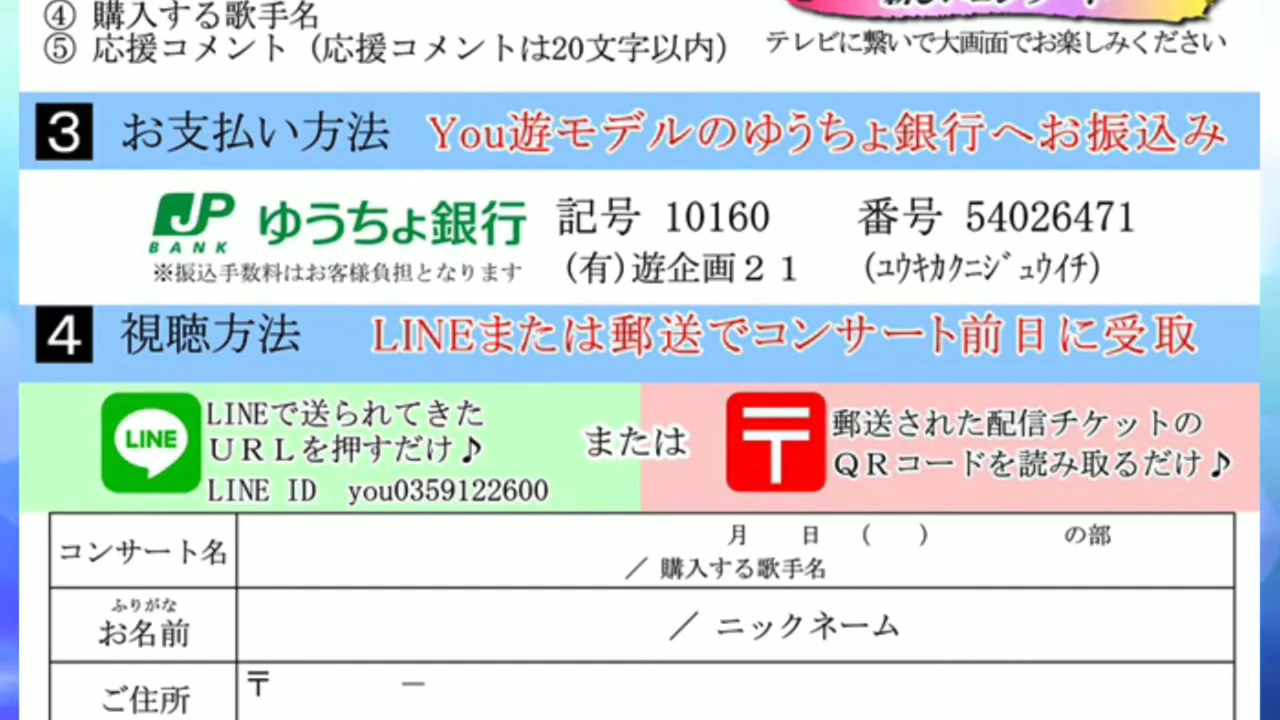 ④ 購入する歌手名
⑤ 応援コメント (応援コメントは20文字以内)
テレビに繋いで大画面でお楽しみください
3 お支払い方法 You遊モデルのゆうちょ銀行へお振込み
JP BANK ゆうちょ銀行 記号 10160 番号 54026471
※振込手数料はお客様負担となります (有)遊企画21 (ﾕｳｷｶｸﾆｼﾞｭｳｲﾁ)
4 視聴方法 LINEまたは郵送でコンサート前日に受取
LINE
LINEで送られてきた
URLを押すだけ♪
LINE ID you0359122600
または
〒
郵送された配信チケットの
QRコードを読み取るだけ♪
コンサート名 月 日 ( ) の部
／ 購入する歌手名
ふりがな
お名前 ／ ニックネーム
ご住所 〒 －